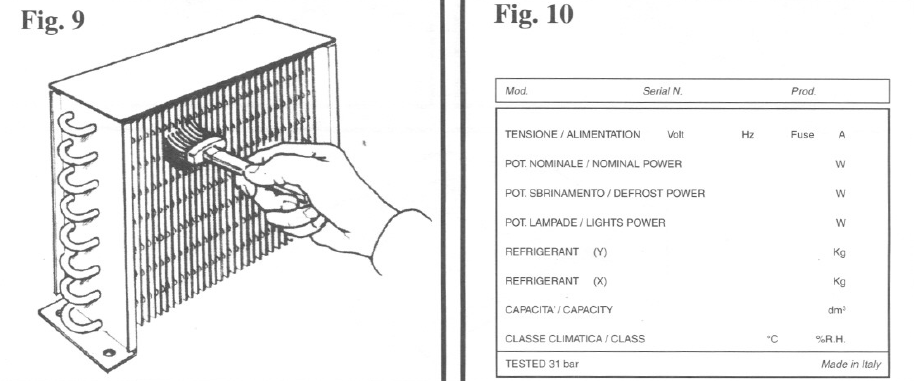 Fig. 9
Fig. 10
Mod. Serial N. Prod.
TENSIONE / ALIMENTATION Volt Hz Fuse A
POT. NOMINALE / NOMINAL POWER W
POT. SBRINAMENTO / DEFROST POWER W
POT. LAMPADE / LIGHTS POWER W
REFRIGERANT (Y) Kg
REFRIGERANT (X) Kg
CAPACITA' / CAPACITY dm³
CLASSE CLIMATICA / CLASS °C %R.H.
TESTED 31 bar Made in Italy